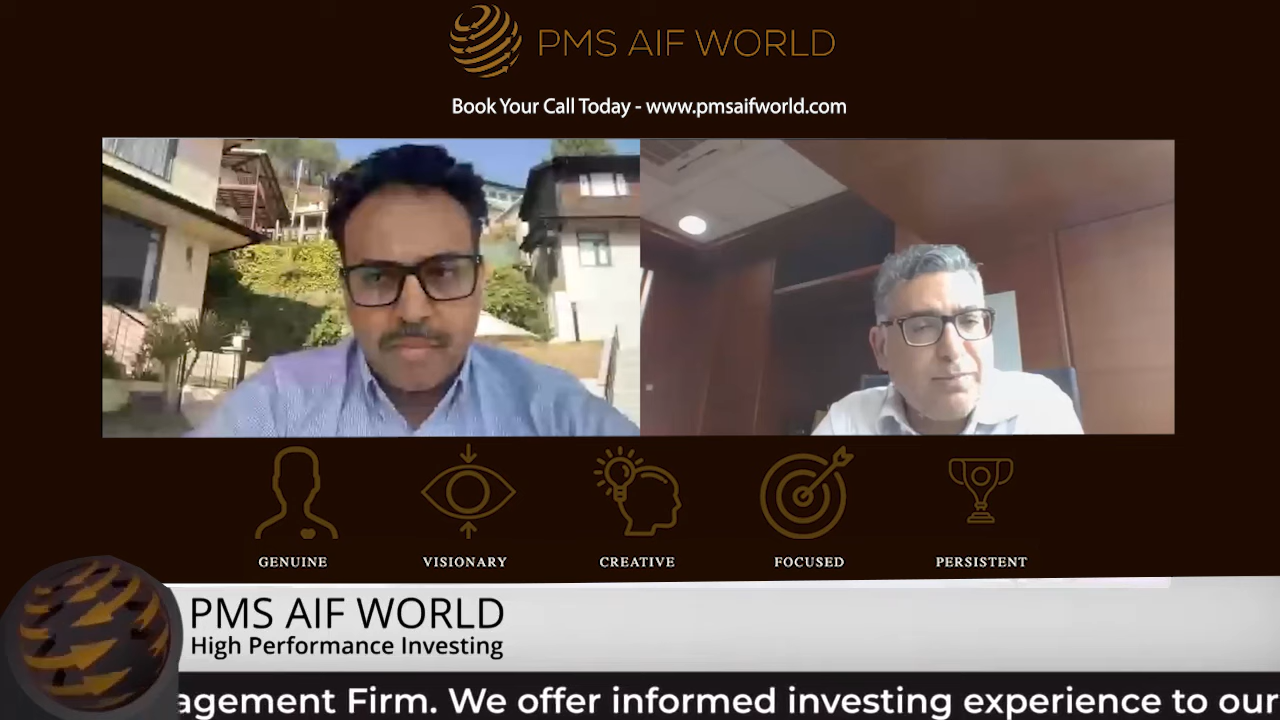 PMS AIF WORLD
Book Your Call Today - www.pmsaifworld.com
GENUINE
VISIONARY
CREATIVE
FOCUSED
PERSISTENT
PMS AIF WORLD
High Performance Investing
agement Firm. We offer informed investing experience to our